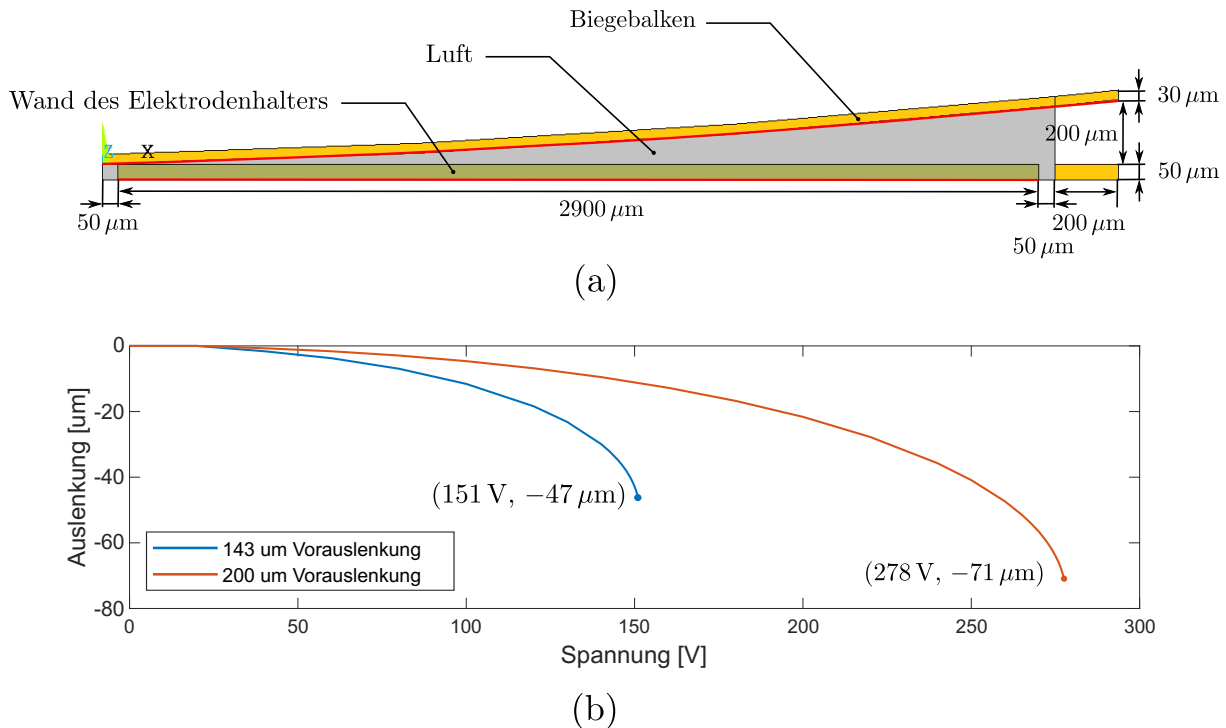 Biegebalken
Luft
Wand des Elektrodenhalters
30 μm
200 μm
50 μm
Z X
50 μm
2900 μm
200 μm
50 μm
(a)
0
-20
-40
-60
-80
Auslenkung [um]
(151 V, −47 μm)
(278 V, −71 μm)
143 um Vorauslenkung
200 um Vorauslenkung
0 50 100 150 200 250 300
Spannung [V]
(b)